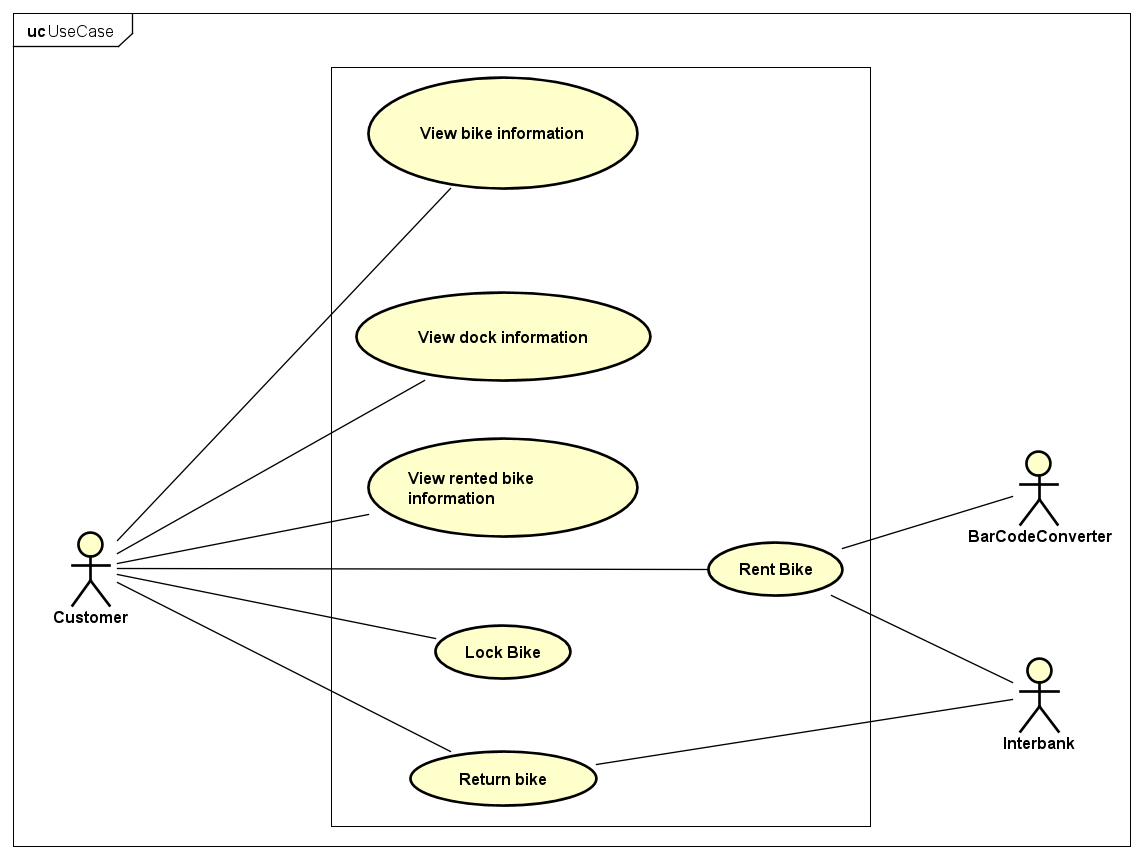 uc UseCase
View bike information
View dock information
View rented bike
information
BarCodeConverter
Rent Bike
Customer
Lock Bike
Interbank
Return bike